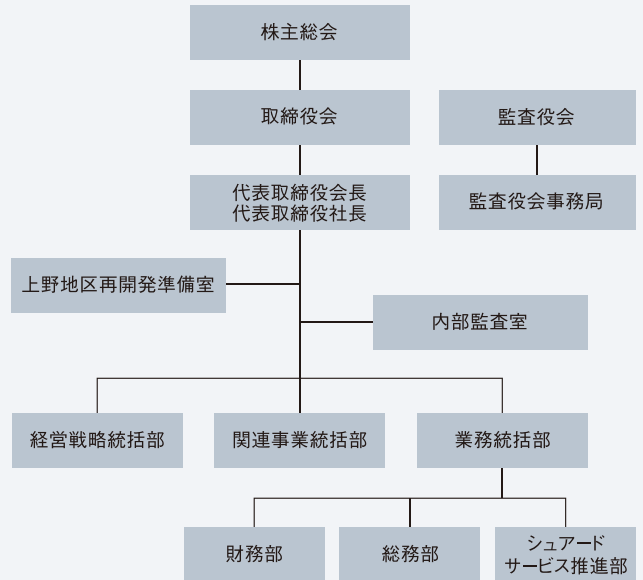 株主総会
取締役会
監査役会
代表取締役会長
代表取締役社長
監査役会事務局
上野地区再開発準備室
内部監査室
経営戦略統括部
関連事業統括部
業務統括部
財務部
総務部
シュアード
サービス推進部